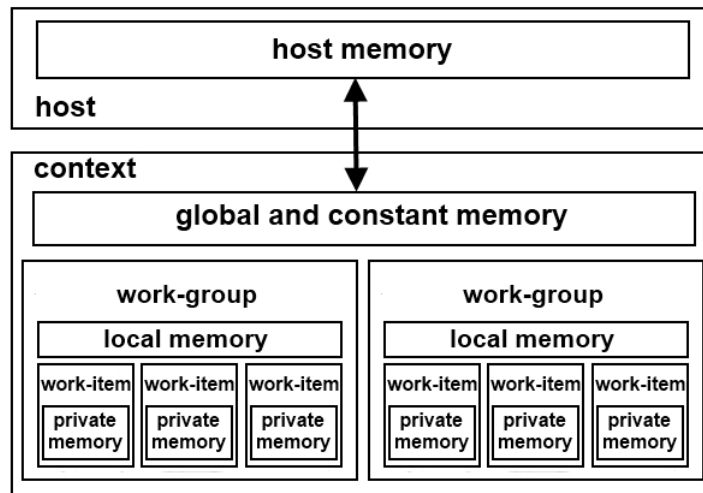 host memory
host
context
global and constant memory
work-group
local memory
work-item work-item work-item
private private private
memory memory memory
work-group
local memory
work-item work-item work-item
private private private
memory memory memory